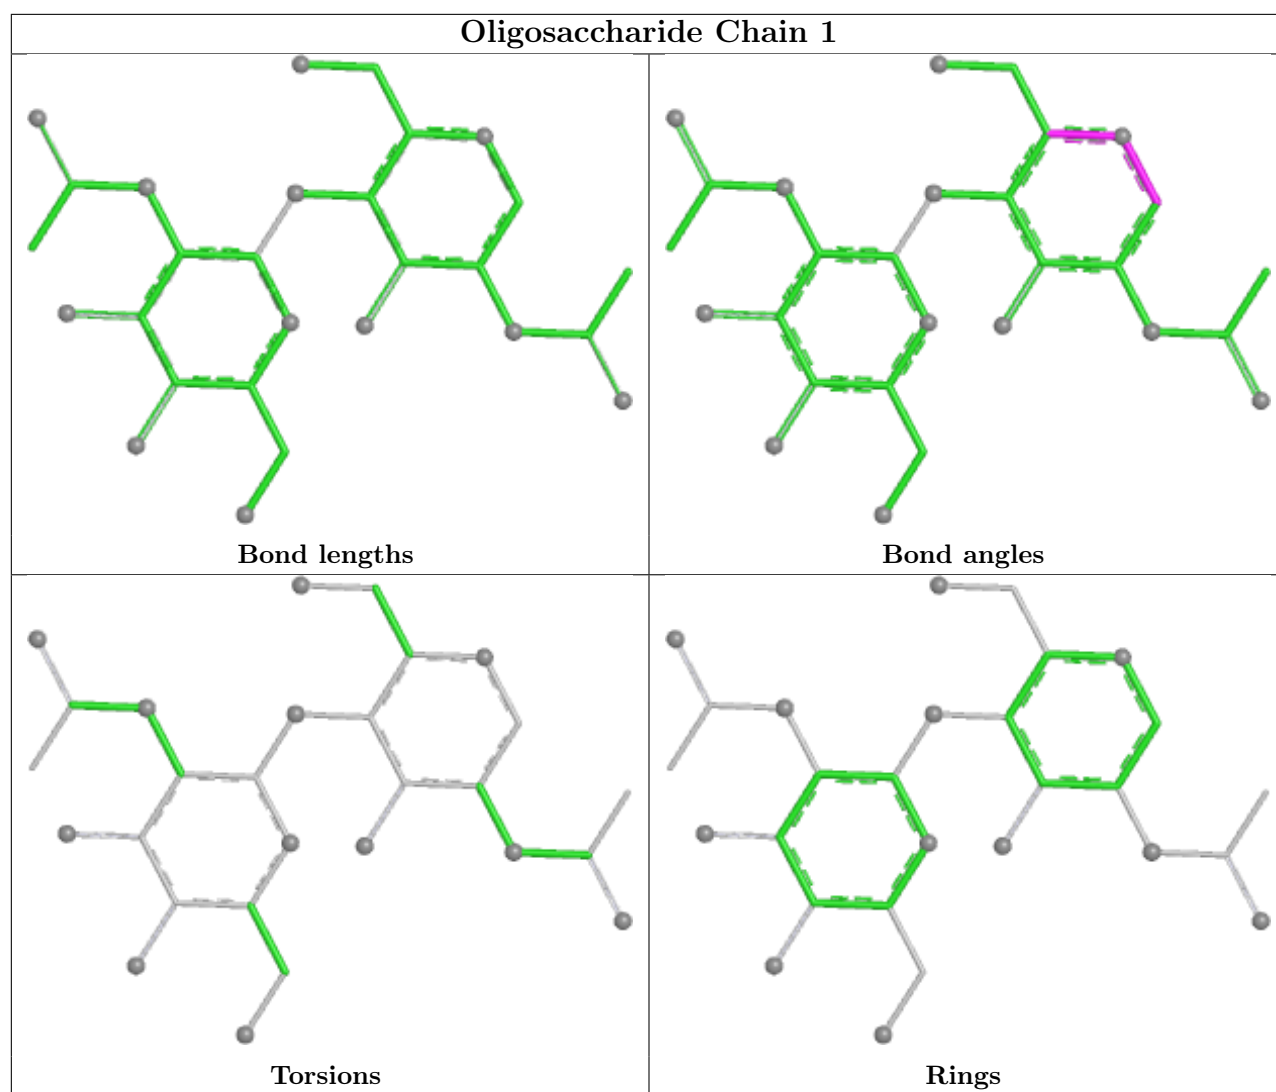 Oligosaccharide Chain 1
Bond lengths
Bond angles
Torsions
Rings